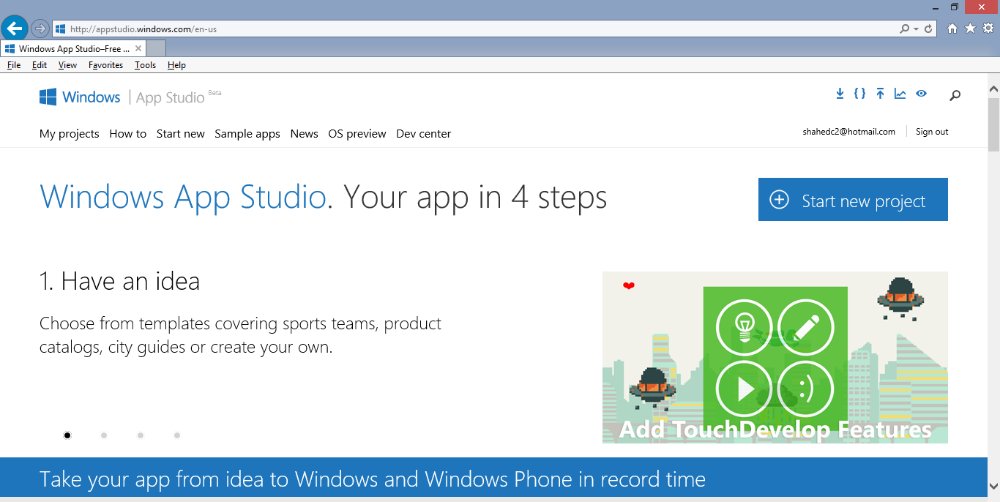 http://appstudio.windows.com/en-us
Windows App Studio–Free ...
File Edit View Favorites Tools Help
Windows | App Studio Beta
My projects How to Start new Sample apps News OS preview Dev center
shahedc2@hotmail.com Sign out
Windows App Studio. Your app in 4 steps
Start new project
1. Have an idea
Choose from templates covering sports teams, product
catalogs, city guides or create your own.
:)
Add TouchDevelop Features
Take your app from idea to Windows and Windows Phone in record time